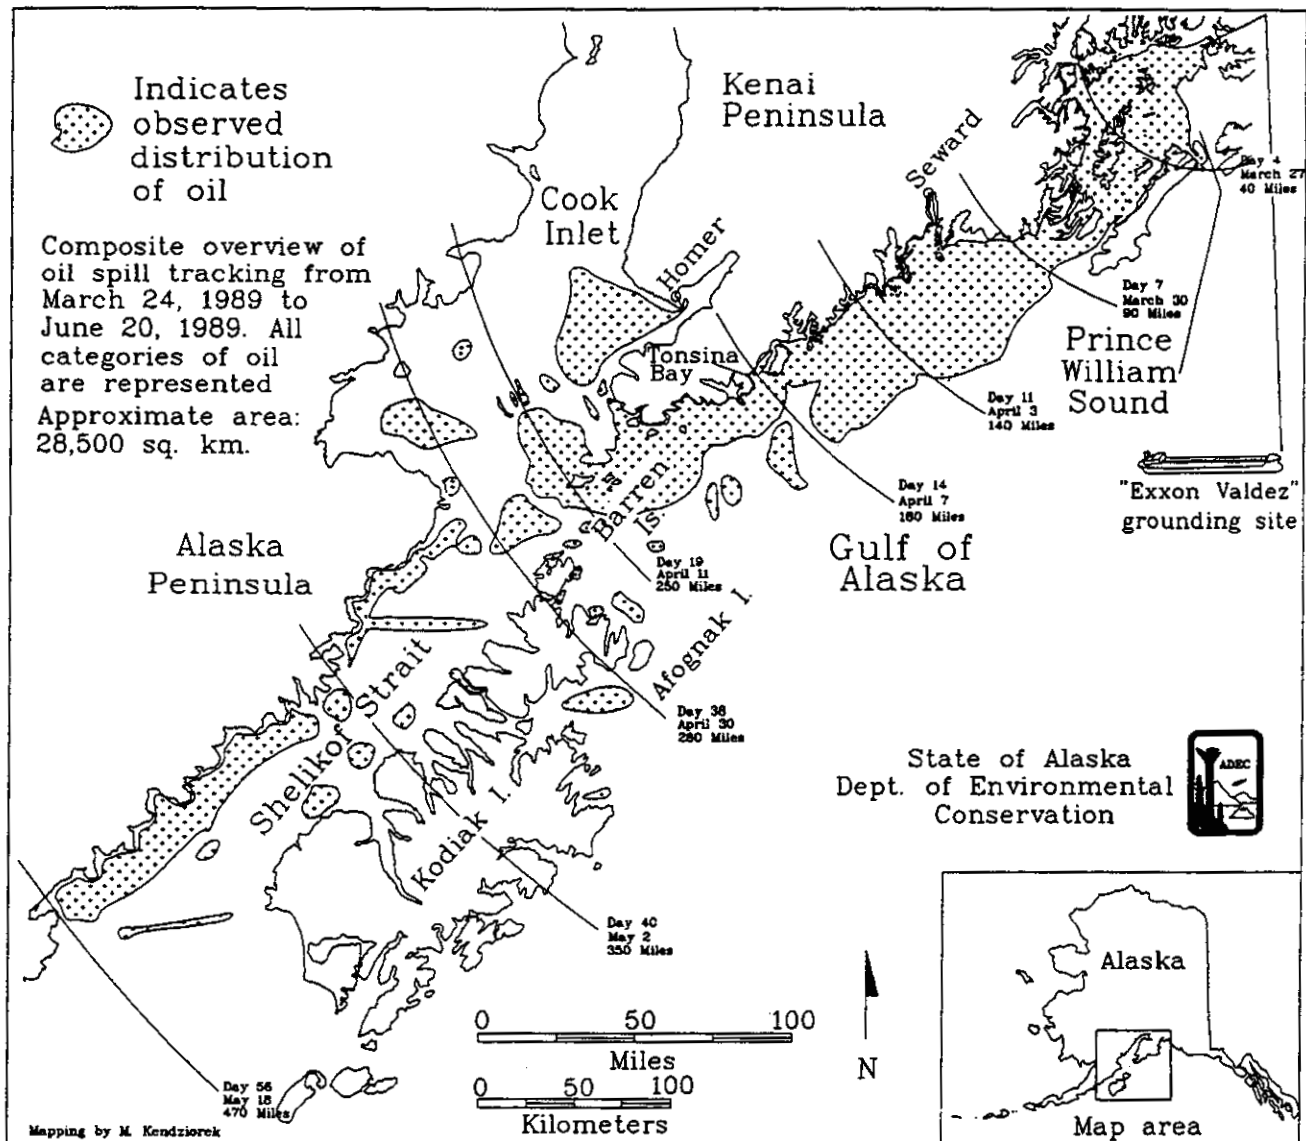 Indicates
observed
distribution
of oil
Composite overview of
oil spill tracking from
March 24, 1989 to
June 20, 1989. All
categories of oil
are represented
Approximate area:
28,500 sq. km.
Kenai
Peninsula
Cook
Inlet
Seward
Homer
Tonsina
Bay
Day 4
March 27
40 Miles
Day 7
March 30
90 Miles
Prince
William
Sound
Day 11
April 3
140 Miles
"Exxon Valdez"
grounding site
Day 14
April 7
180 Miles
Gulf of
Alaska
Barren
Is.
Day 19
April 11
250 Miles
Alaska
Peninsula
Afognak I.
Day 38
April 30
280 Miles
Shelikof Strait
Kodiak I.
State of Alaska
Dept. of Environmental
Conservation
ADEC
Day 40
May 2
350 Miles
Day 56
May 18
470 Miles
0 50 100
Miles
0 50 100
Kilometers
N
Alaska
Map area
Mapping by M. Kendziorek